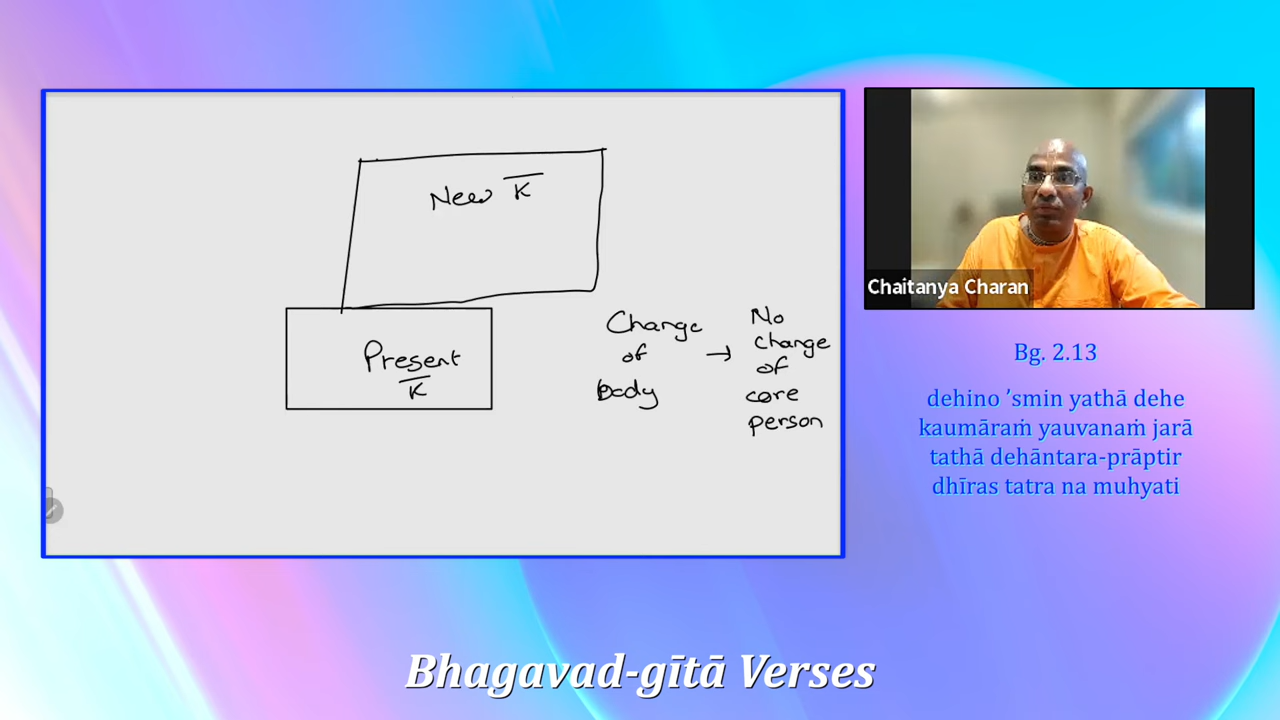 New K̅
Present
K̅
Change
of
body
→
No
change
of
core
person
Chaitanya Charan
Bg. 2.13
dehino ’smin yathā dehe
kaumāraṁ yauvanaṁ jarā
tathā dehāntara-prāptir
dhīras tatra na muhyati
Bhagavad-gītā Verses